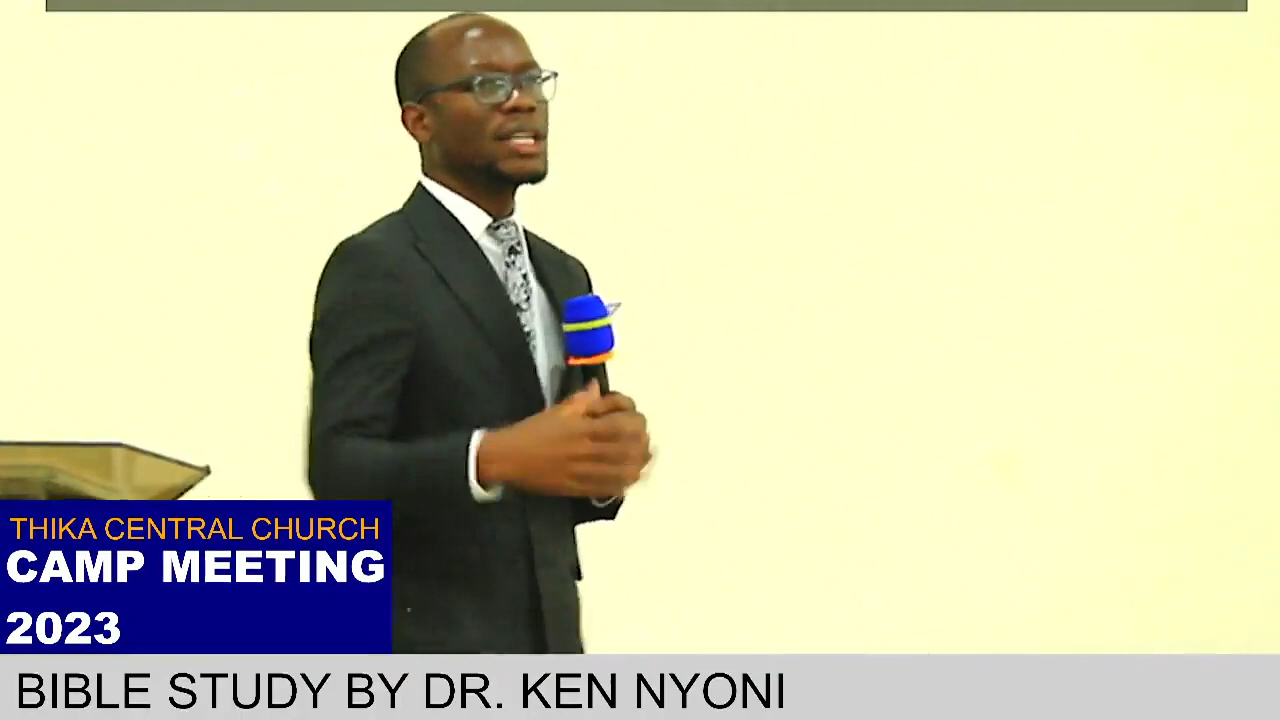 THIKA CENTRAL CHURCH
CAMP MEETING
2023
BIBLE STUDY BY DR. KEN NYONI